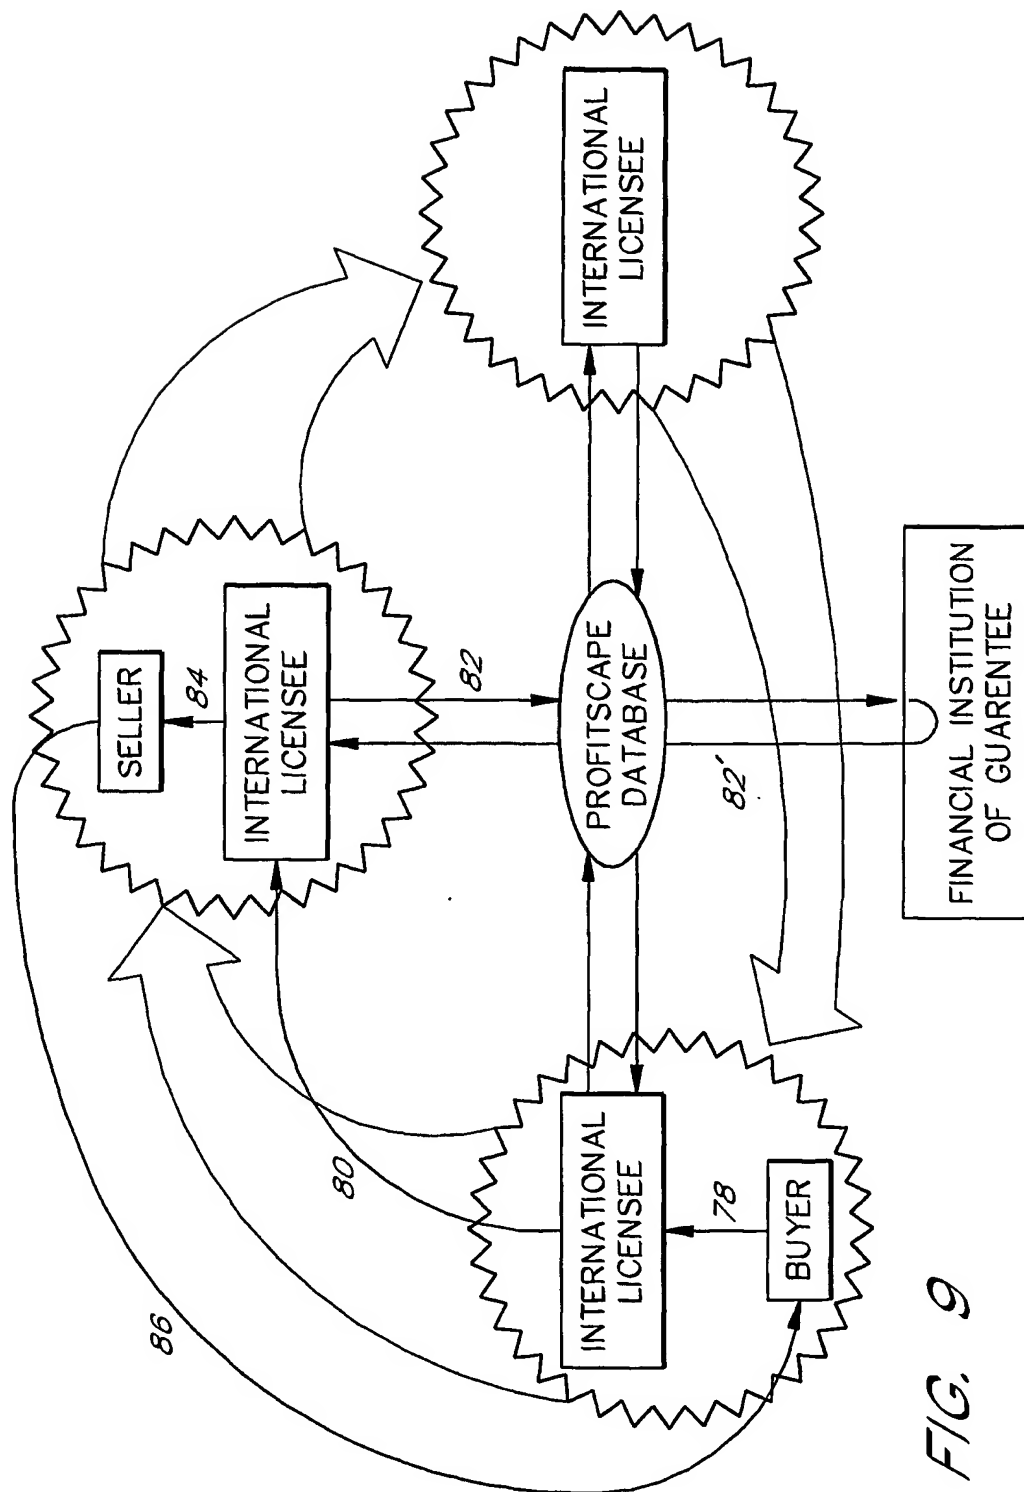 SELLER
84
INTERNATIONAL
LICENSEE
86
80
82
INTERNATIONAL
LICENSEE
78
BUYER
PROFITSCAPE
DATABASE
INTERNATIONAL
LICENSEE
82'
FINANCIAL INSTITUTION
OF GUARENTEE
FIG. 9